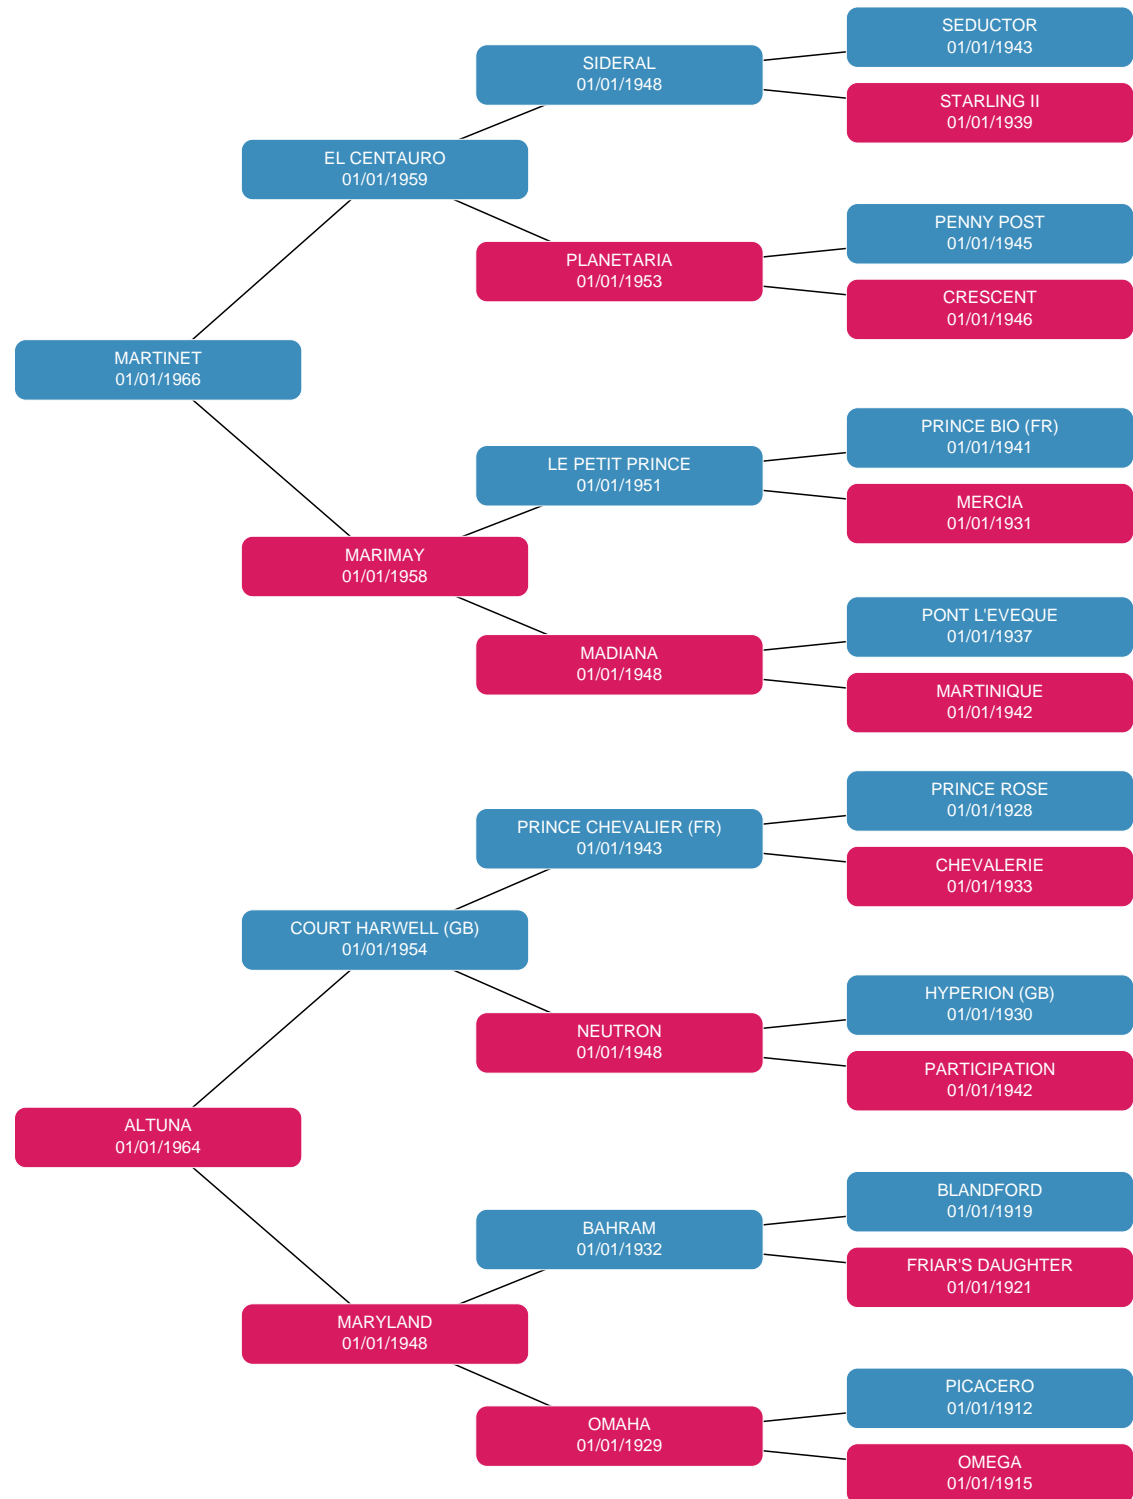 SEDUCTOR
01/01/1943
SIDERAL
01/01/1948
STARLING II
01/01/1939
EL CENTAURO
01/01/1959
PENNY POST
01/01/1945
PLANETARIA
01/01/1953
CRESCENT
01/01/1946
MARTINET
01/01/1966
PRINCE BIO (FR)
01/01/1941
LE PETIT PRINCE
01/01/1951
MERCIA
01/01/1931
MARIMAY
01/01/1958
PONT L'EVEQUE
01/01/1937
MADIANA
01/01/1948
MARTINIQUE
01/01/1942
PRINCE ROSE
01/01/1928
PRINCE CHEVALIER (FR)
01/01/1943
CHEVALERIE
01/01/1933
COURT HARWELL (GB)
01/01/1954
HYPERION (GB)
01/01/1930
NEUTRON
01/01/1948
PARTICIPATION
01/01/1942
ALTUNA
01/01/1964
BLANDFORD
01/01/1919
BAHRAM
01/01/1932
FRIAR'S DAUGHTER
01/01/1921
MARYLAND
01/01/1948
PICACERO
01/01/1912
OMAHA
01/01/1929
OMEGA
01/01/1915